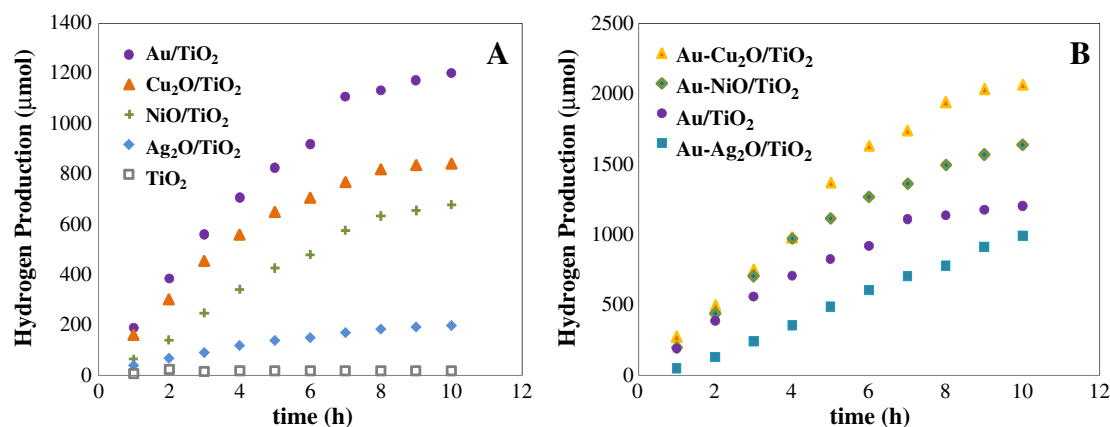 A
Hydrogen Production (μmol)
1400
1200
1000
800
600
400
200
0
Au/TiO₂
Cu₂O/TiO₂
NiO/TiO₂
Ag₂O/TiO₂
TiO₂
0 2 4 6 8 10 12
time (h)
B
Hydrogen Production (μmol)
2500
2000
1500
1000
500
0
Au-Cu₂O/TiO₂
Au-NiO/TiO₂
Au/TiO₂
Au-Ag₂O/TiO₂
0 2 4 6 8 10 12
time (h)